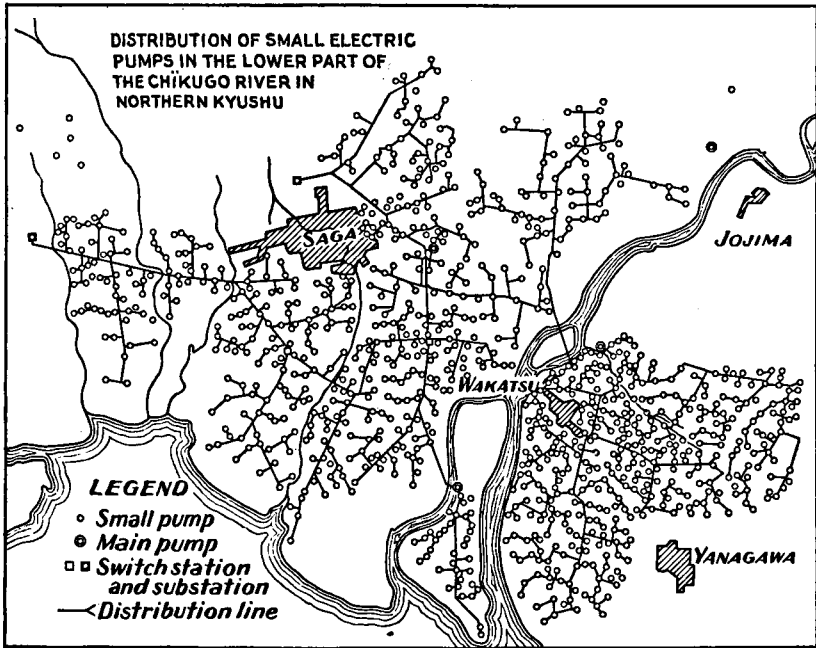 DISTRIBUTION OF SMALL ELECTRIC
PUMPS IN THE LOWER PART OF
THE CHÏKUGO RIVER IN
NORTHERN KYUSHU
SAGA
JOJIMA
WAKATSU
YANAGAWA
LEGEND
Small pump
Main pump
Switch station
and substation
Distribution line